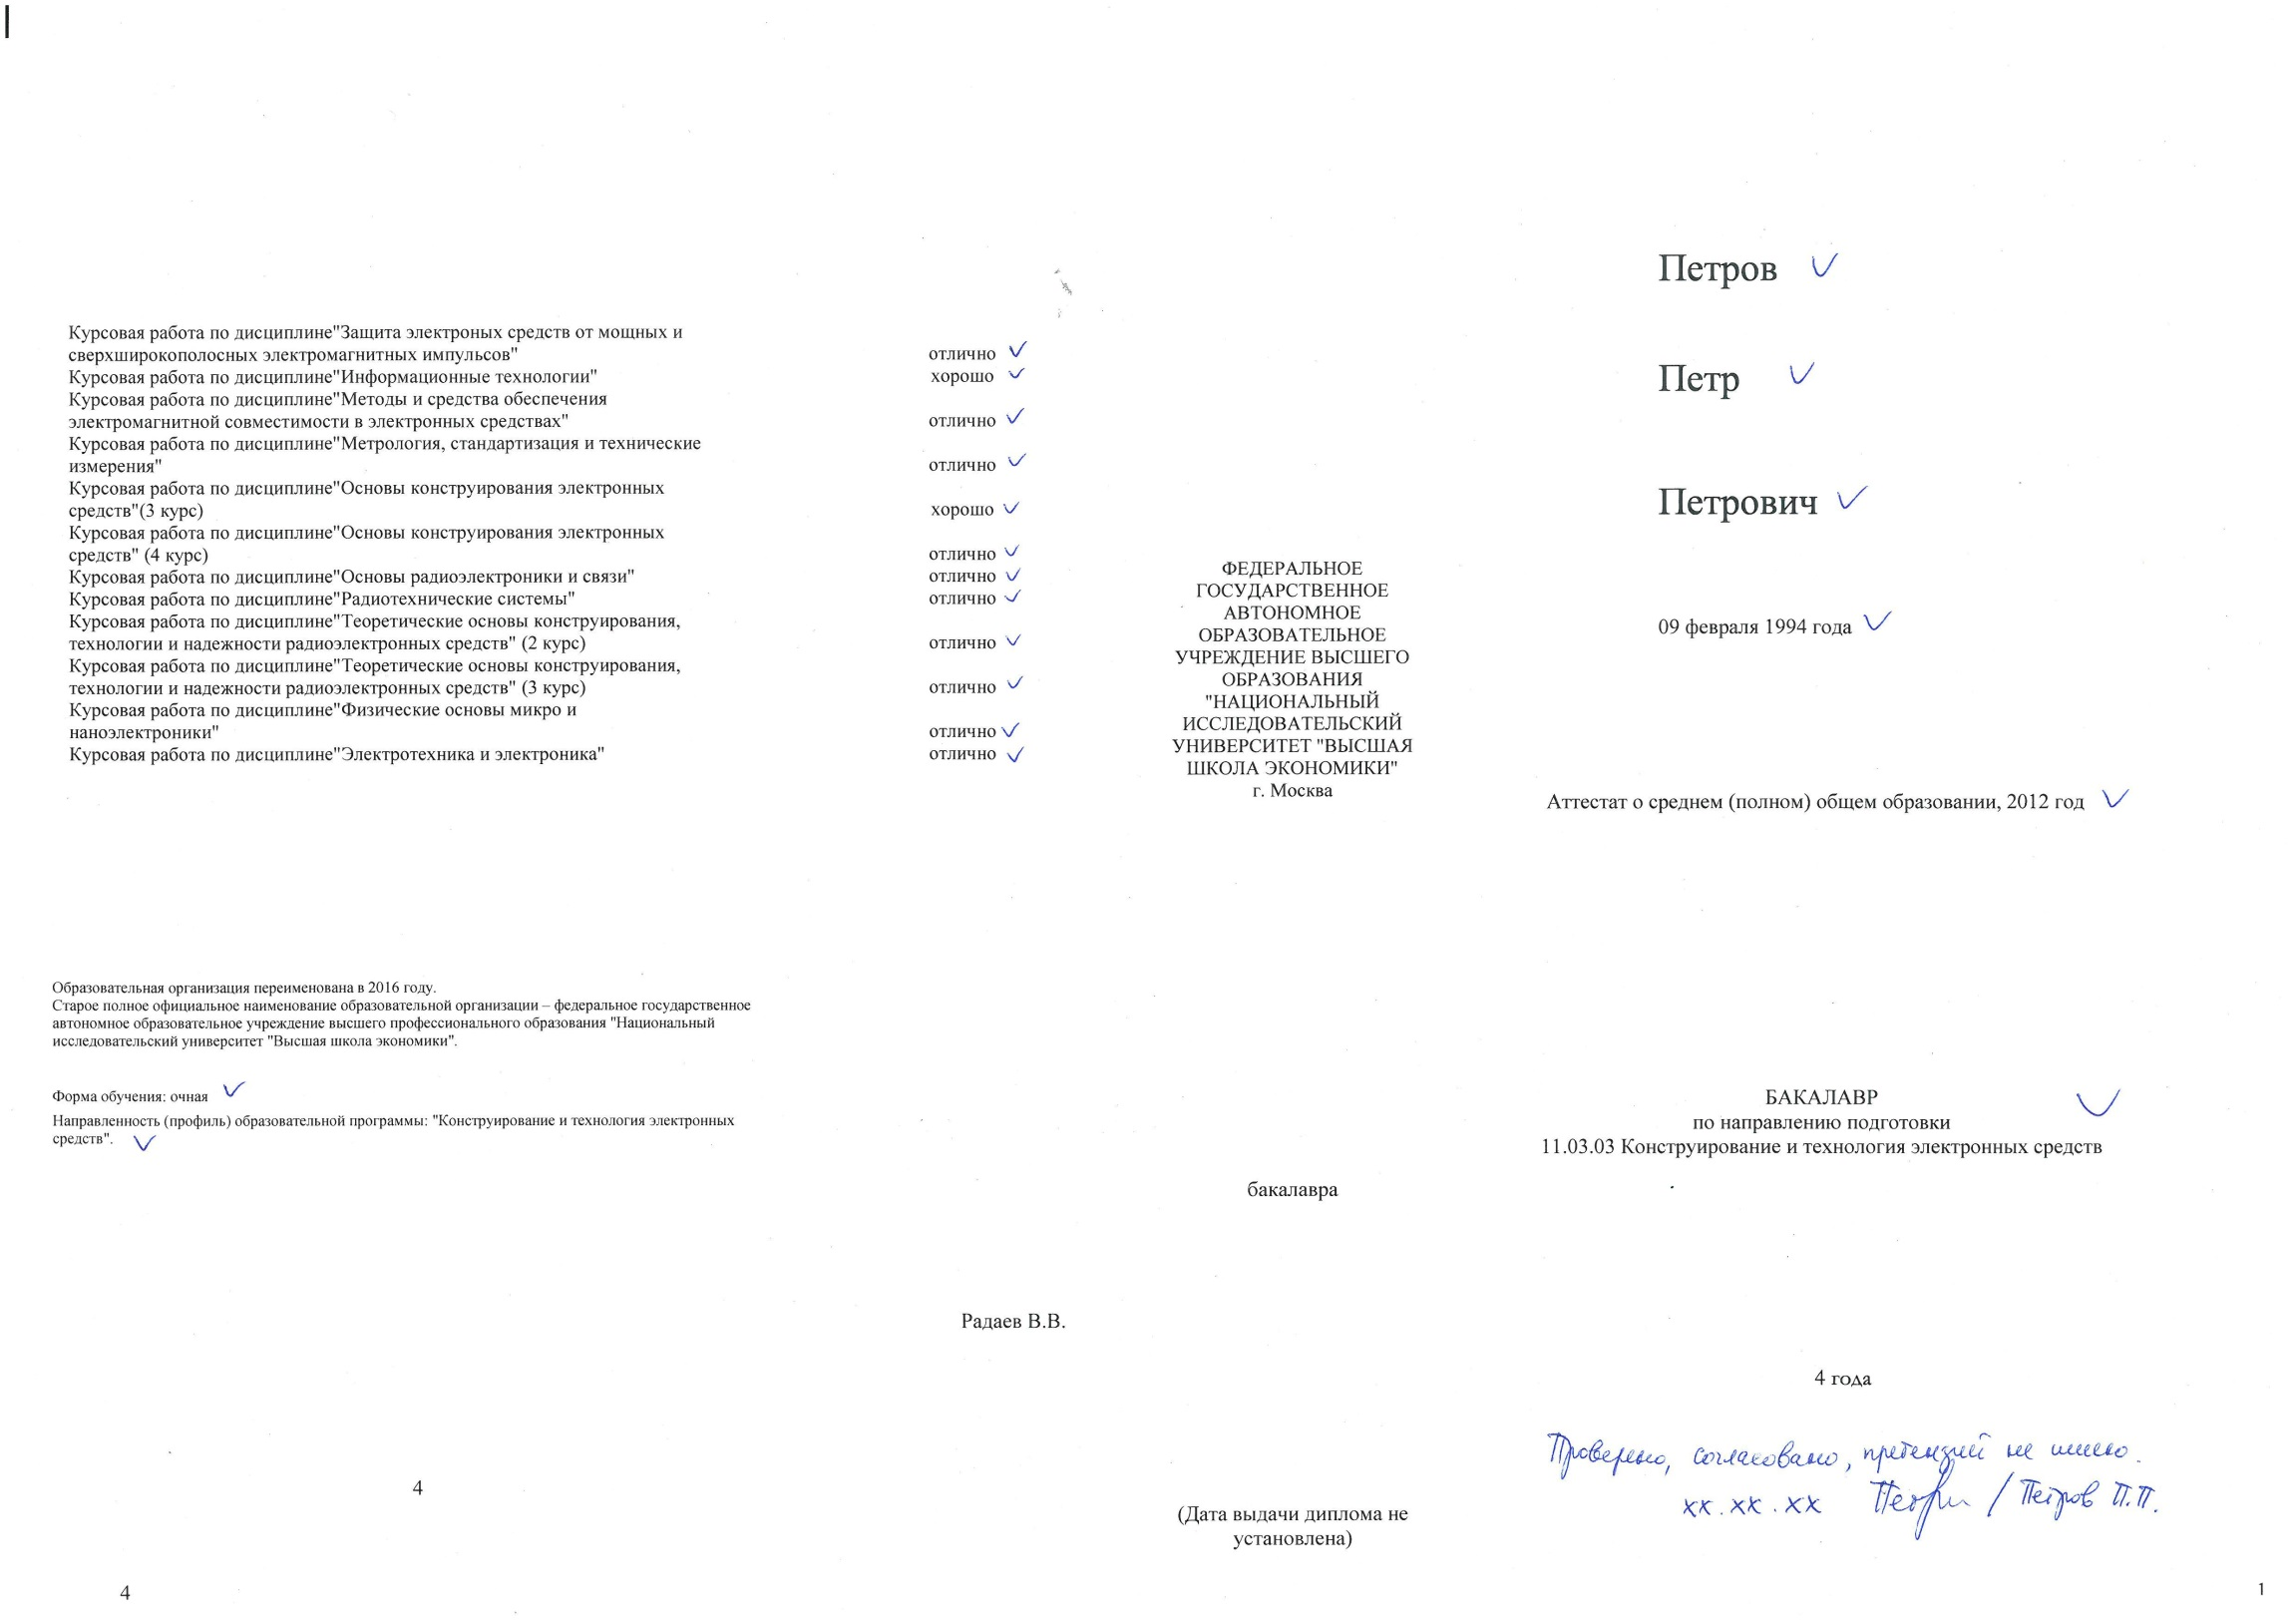 Курсовая работа по дисциплине"Защита электроных средств от мощных и
сверхширокополосных электромагнитных импульсов" отлично
Курсовая работа по дисциплине"Информационные технологии" хорошо
Курсовая работа по дисциплине"Методы и средства обеспечения
электромагнитной совместимости в электронных средствах" отлично
Курсовая работа по дисциплине"Метрология, стандартизация и технические
измерения" отлично
Курсовая работа по дисциплине"Основы конструирования электронных
средств"(3 курс) хорошо
Курсовая работа по дисциплине"Основы конструирования электронных
средств" (4 курс) отлично
Курсовая работа по дисциплине"Основы радиоэлектроники и связи" отлично
Курсовая работа по дисциплине"Радиотехнические системы" отлично
Курсовая работа по дисциплине"Теоретические основы конструирования,
технологии и надежности радиоэлектронных средств" (2 курс) отлично
Курсовая работа по дисциплине"Теоретические основы конструирования,
технологии и надежности радиоэлектронных средств" (3 курс) отлично
Курсовая работа по дисциплине"Физические основы микро и
наноэлектроники" отлично
Курсовая работа по дисциплине"Электротехника и электроника" отлично
Образовательная организация переименована в 2016 году.
Старое полное официальное наименование образовательной организации – федеральное государственное
автономное образовательное учреждение высшего профессионального образования "Национальный
исследовательский университет "Высшая школа экономики".
Форма обучения: очная
Направленность (профиль) образовательной программы: "Конструирование и технология электронных
средств".
Радаев В.В.
4
4
ФЕДЕРАЛЬНОЕ
ГОСУДАРСТВЕННОЕ
АВТОНОМНОЕ
ОБРАЗОВАТЕЛЬНОЕ
УЧРЕЖДЕНИЕ ВЫСШЕГО
ОБРАЗОВАНИЯ
"НАЦИОНАЛЬНЫЙ
ИССЛЕДОВАТЕЛЬСКИЙ
УНИВЕРСИТЕТ "ВЫСШАЯ
ШКОЛА ЭКОНОМИКИ"
г. Москва
бакалавра
(Дата выдачи диплома не
установлена)
Петров
Петр
Петрович
09 февраля 1994 года
Аттестат о среднем (полном) общем образовании, 2012 год
БАКАЛАВР
по направлению подготовки
11.03.03 Конструирование и технология электронных средств
4 года
Проверено, согласовано, претензий не имею.
хх.хх.хх Петров / Петров П.П.
1